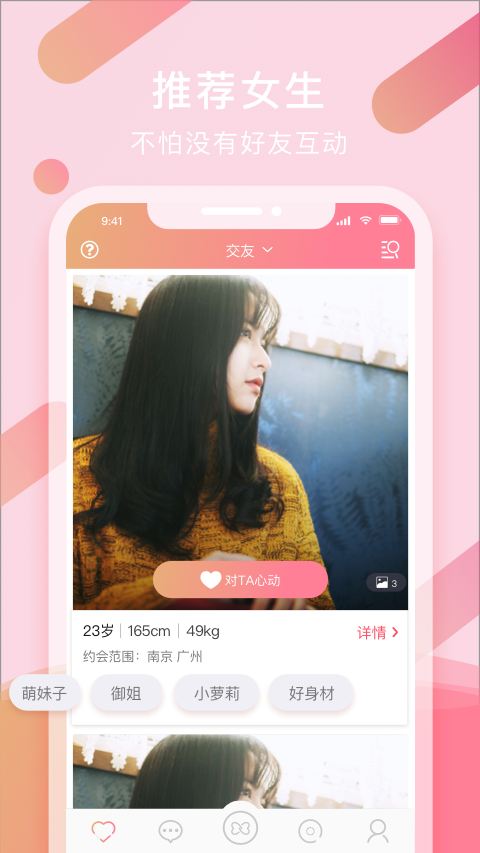 推荐女生
不怕没有好友互动
9:41
交友
对TA心动
3
23岁 165cm 49kg
详情
约会范围：南京 广州
萌妹子 御姐 小萝莉 好身材